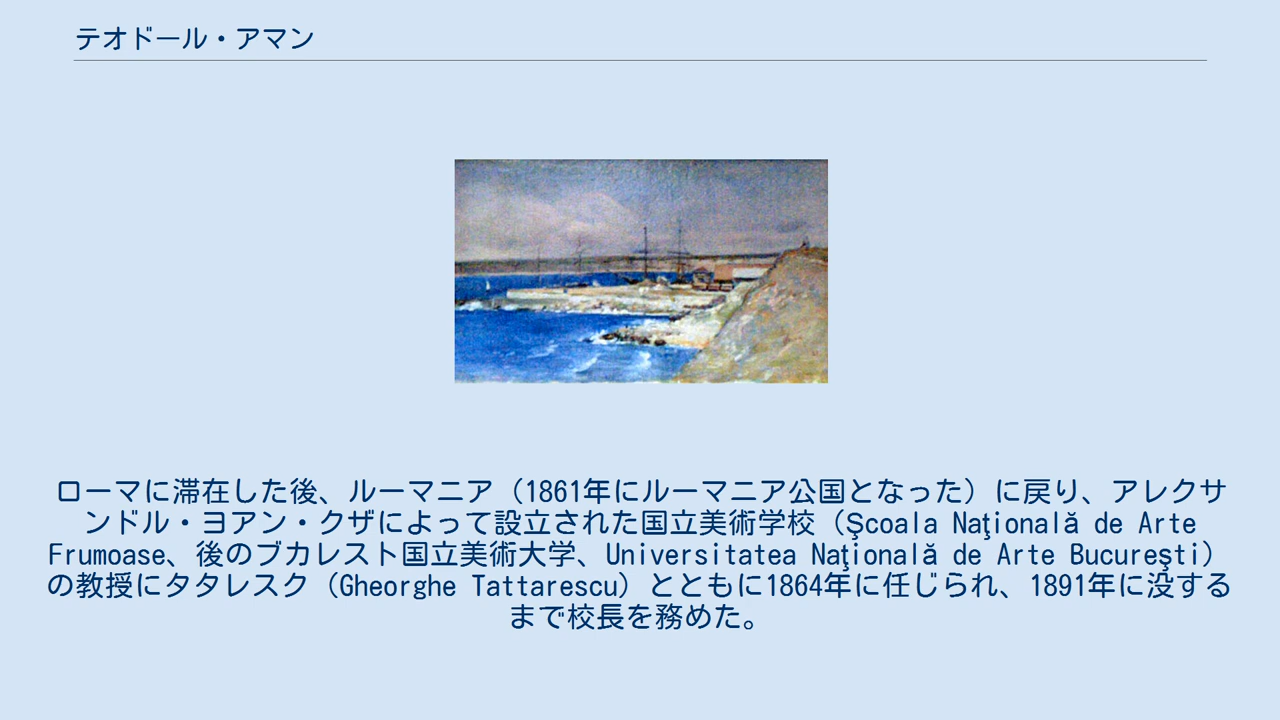 テオドール・アマン
ローマに滞在した後、ルーマニア（1861年にルーマニア公国となった）に戻り、アレクサ
ンドル・ヨアン・クザによって設立された国立美術学校（Şcoala Naţională de Arte
Frumoase、後のブカレスト国立美術大学、Universitatea Naţională de Arte Bucureşti）
の教授にタタレスク（Gheorghe Tattarescu）とともに1864年に任じられ、1891年に没する
まで校長を務めた。